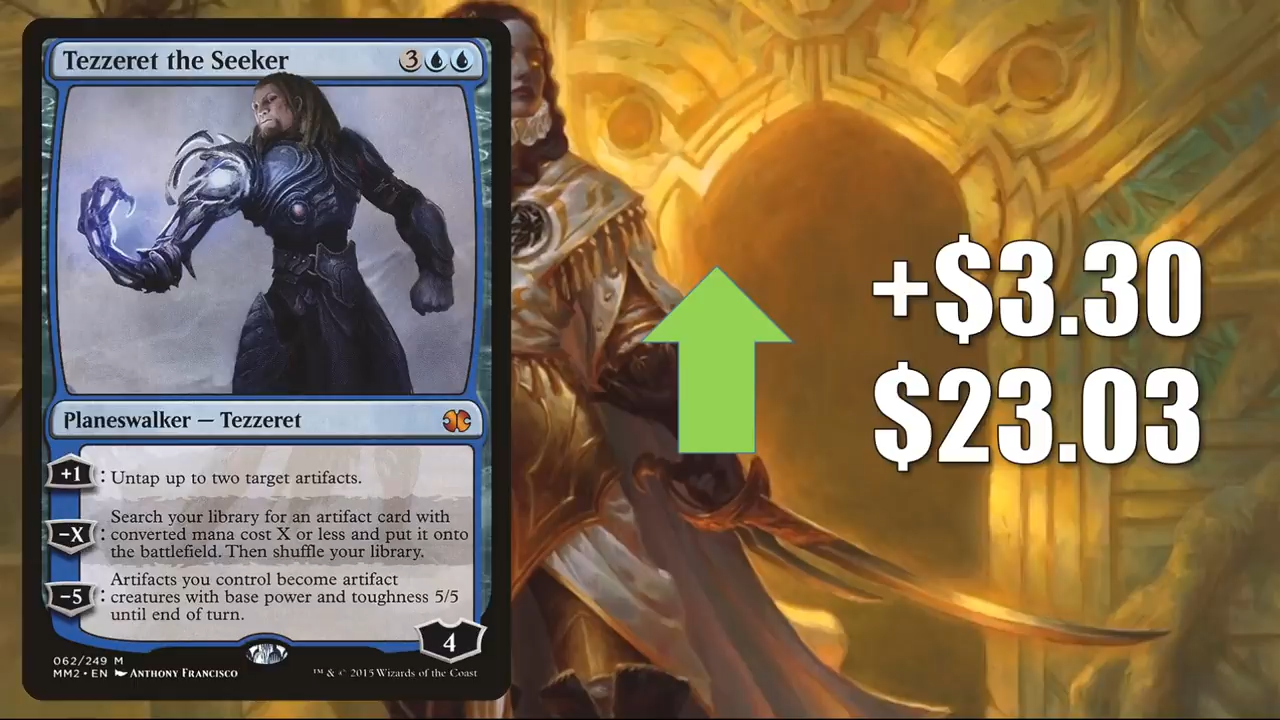 Tezzeret the Seeker 3
Planeswalker — Tezzeret
+1 : Untap up to two target artifacts.
Search your library for an artifact card with
−X : converted mana cost X or less and put it onto
the battlefield. Then shuffle your library.
Artifacts you control become artifact
−5 : creatures with base power and toughness 5/5
until end of turn.
4
062/249 M
MM2 • EN Anthony Francisco
™ & © 2015 Wizards of the Coast
+$3.30
$23.03